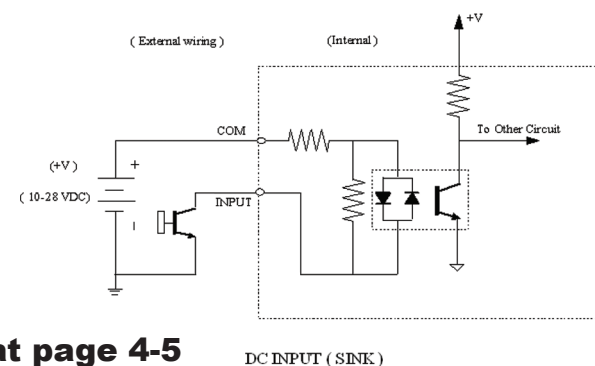 +V
( External wiring )
(Internal )
COM
To Other Circuit
(+V )
+
( 10-28 VDC)
INPUT
nt page 4-5
DC INPUT ( SINK )